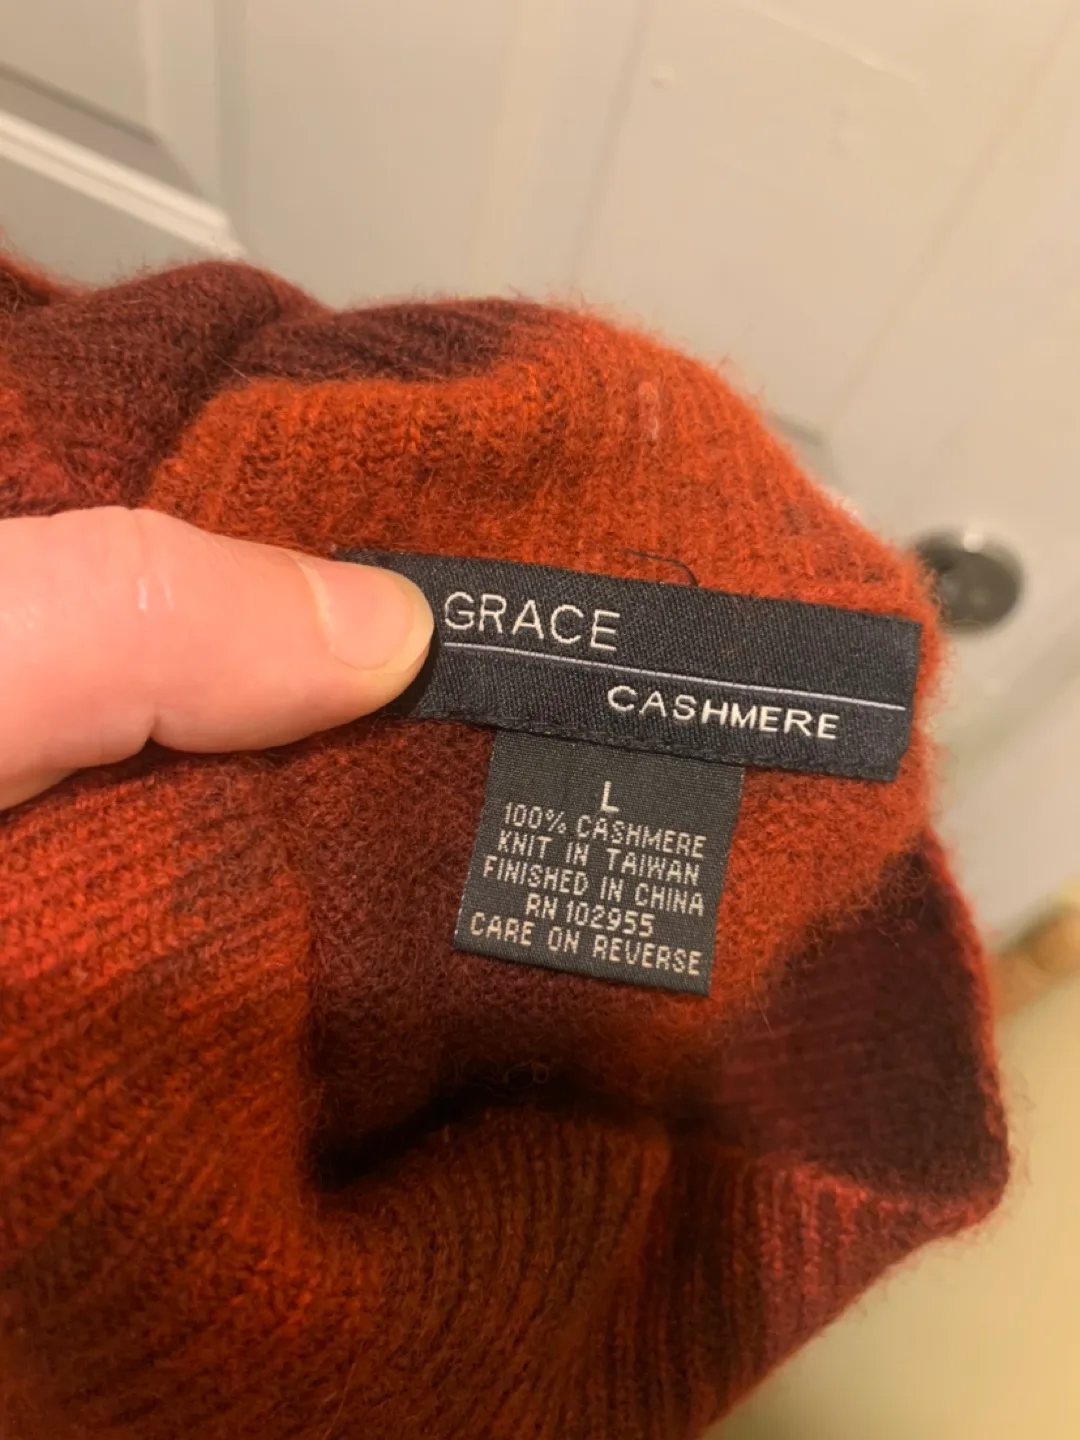 GRACE
CASHMERE
L
100% CASHMERE
KNIT IN TAIWAN
FINISHED IN CHINA
RN 102955
CARE ON REVERSE